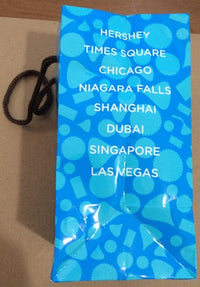 HERSHEY
TIMES SQUARE
CHICAGO
NIAGARA FALLS
SHANGHAI
DUBAI
SINGAPORE
LAS VEGAS